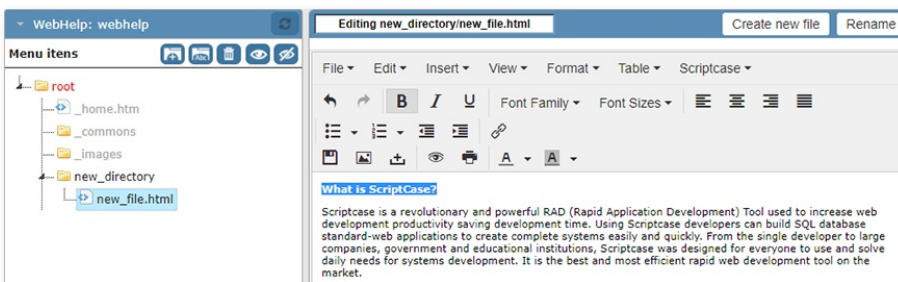 WebHelp: webhelp
Menu itens
root
_home.htm
_commons
_images
new_directory
new_file.html
Editing new_directory/new_file.html
Create new file
Rename
File Edit Insert View Format Table Scriptcase
B I U Font Family Font Sizes
A A
What is ScriptCase?
Scriptcase is a revolutionary and powerful RAD (Rapid Application Development) Tool used to increase web
development productivity saving development time. Using Scriptcase developers can build SQL database
standard-web applications to create complete systems easily and quickly. From the single developer to large
companies, government and educational institutions, Scriptcase was designed for everyone to use and solve
daily needs for systems development. It is the best and most efficient rapid web development tool on the
market.